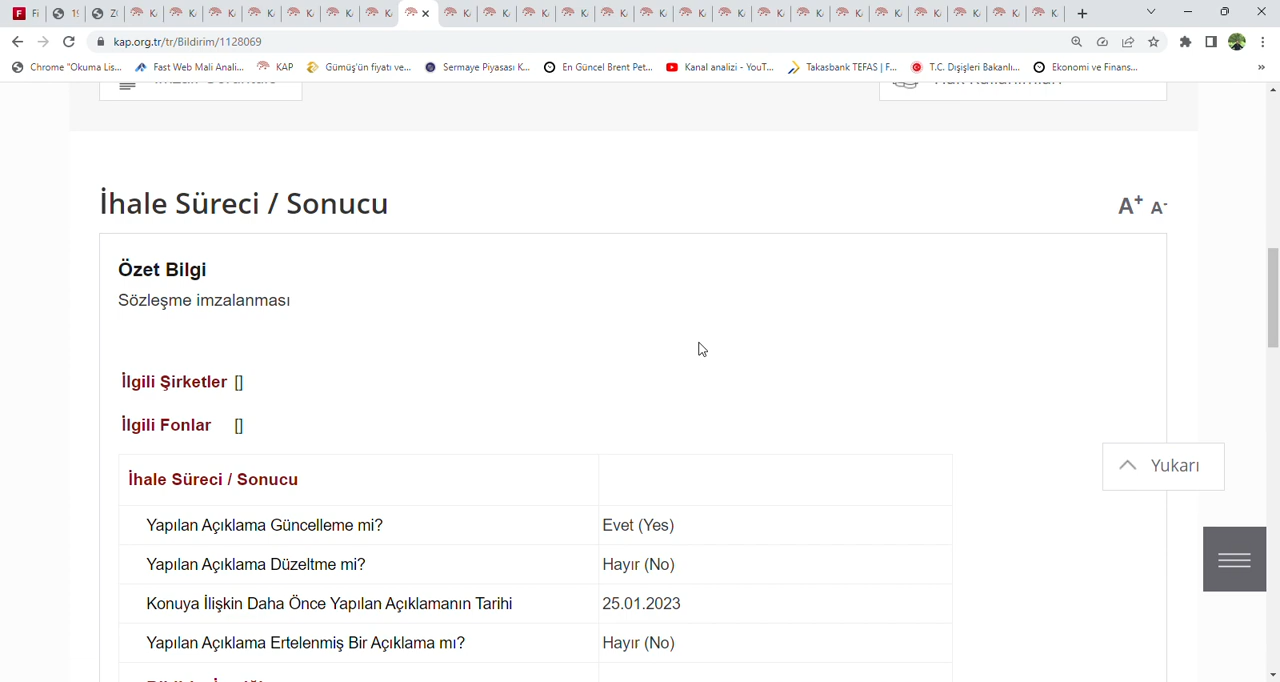 Fi
19
Z(
kap.org.tr/tr/Bildirim/1128069
Chrome "Okuma Lis...
Fast Web Mali Anali...
KAP
Gümüş'ün fiyatı ve...
Sermaye Piyasası K...
En Güncel Brent Pet...
Kanal analizi - YouT...
Takasbank TEFAS | F...
T.C. Dışişleri Bakanlı...
Ekonomi ve Finans...
»
İhale Süreci / Sonucu
A+ A-
Özet Bilgi
Sözleşme imzalanması
İlgili Şirketler []
İlgili Fonlar []
Yukarı
İhale Süreci / Sonucu
Yapılan Açıklama Güncelleme mi? Evet (Yes)
Yapılan Açıklama Düzeltme mi? Hayır (No)
Konuya İlişkin Daha Önce Yapılan Açıklamanın Tarihi 25.01.2023
Yapılan Açıklama Ertelenmiş Bir Açıklama mı? Hayır (No)